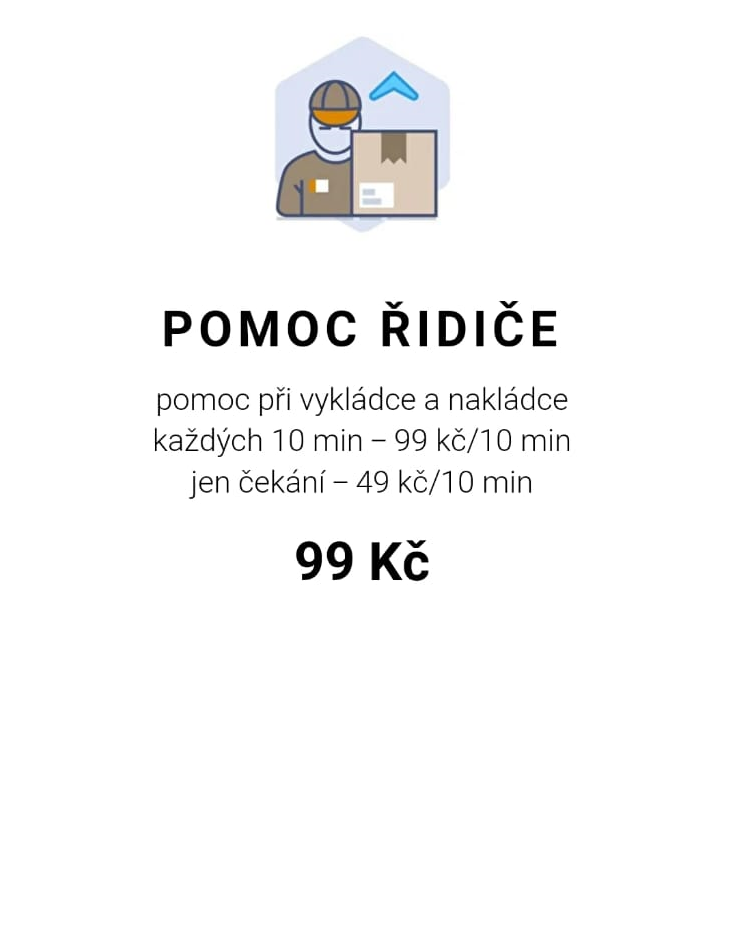 POMOC ŘIDIČE
pomoc při vykládce a nakládce
každých 10 min – 99 kč/10 min
jen čekání – 49 kč/10 min
99 Kč